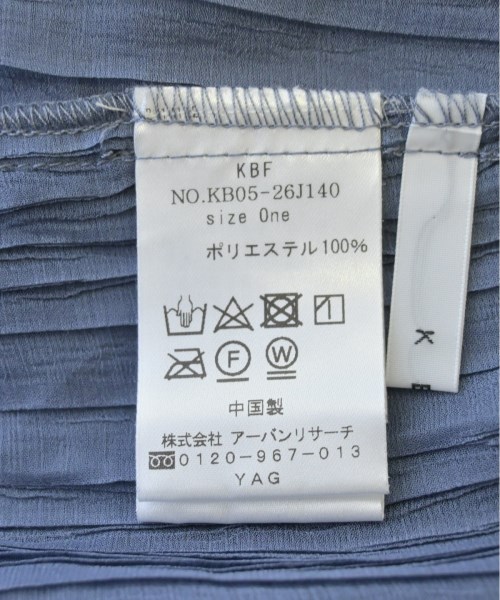 KBF
NO.KB05-26J140
size One
ポリエステル100%
F
W
中国製
株式会社 アーバンリサーチ
0120-967-013
YAG
K